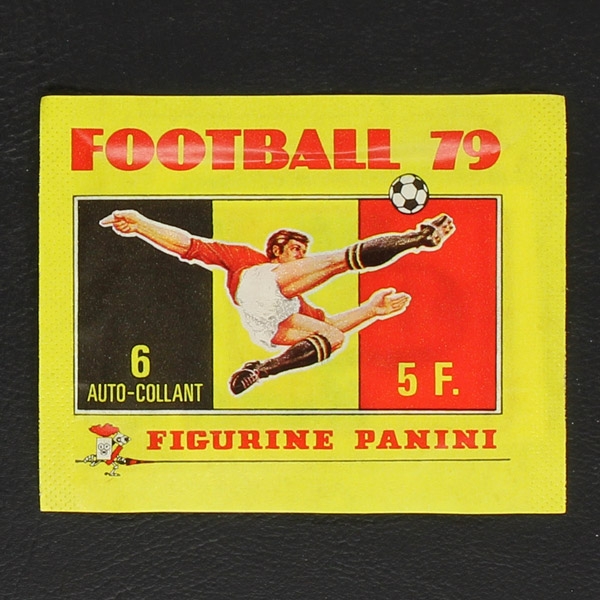 FOOTBALL 79
6
AUTO-COLLANT
5 F.
FIGURINE PANINI